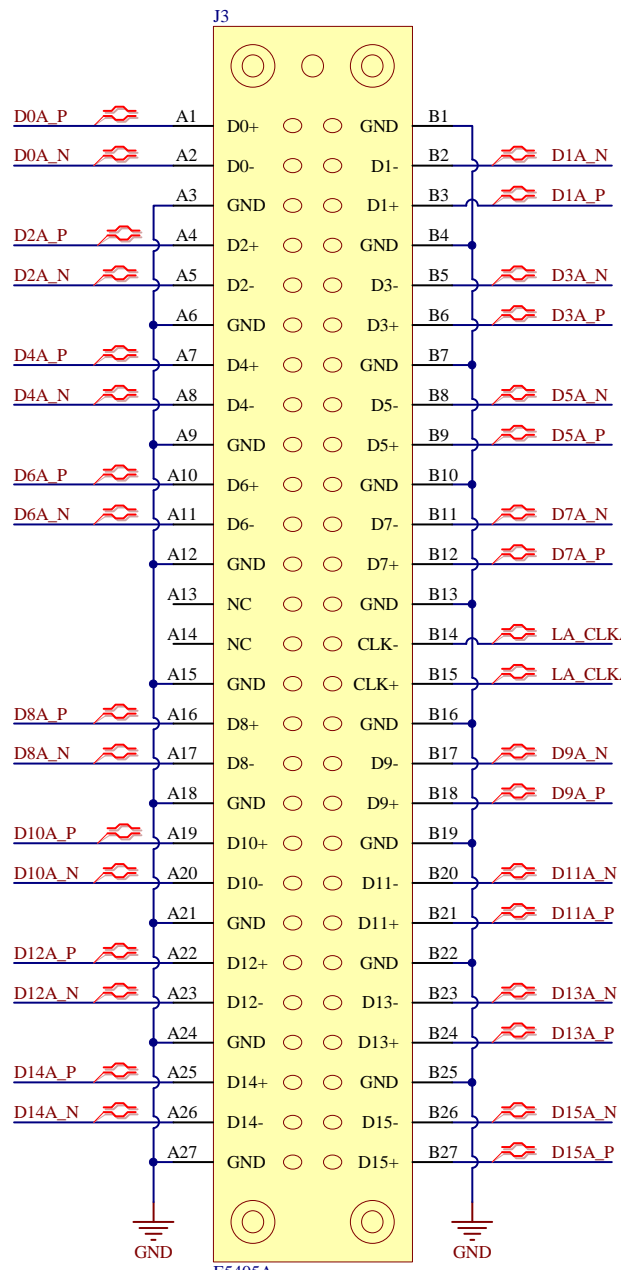 J3
D0A_P A1 D0+ GND B1
D0A_N A2 D0- D1- B2 D1A_N
A3 GND D1+ B3 D1A_P
D2A_P A4 D2+ GND B4
D2A_N A5 D2- D3- B5 D3A_N
A6 GND D3+ B6 D3A_P
D4A_P A7 D4+ GND B7
D4A_N A8 D4- D5- B8 D5A_N
A9 GND D5+ B9 D5A_P
D6A_P A10 D6+ GND B10
D6A_N A11 D6- D7- B11 D7A_N
A12 GND D7+ B12 D7A_P
A13 NC GND B13
A14 NC CLK- B14 LA_CLK
A15 GND CLK+ B15 LA_CLK
D8A_P A16 D8+ GND B16
D8A_N A17 D8- D9- B17 D9A_N
A18 GND D9+ B18 D9A_P
D10A_P A19 D10+ GND B19
D10A_N A20 D10- D11- B20 D11A_N
A21 GND D11+ B21 D11A_P
D12A_P A22 D12+ GND B22
D12A_N A23 D12- D13- B23 D13A_N
A24 GND D13+ B24 D13A_P
D14A_P A25 D14+ GND B25
D14A_N A26 D14- D15- B26 D15A_N
A27 GND D15+ B27 D15A_P
GND GND